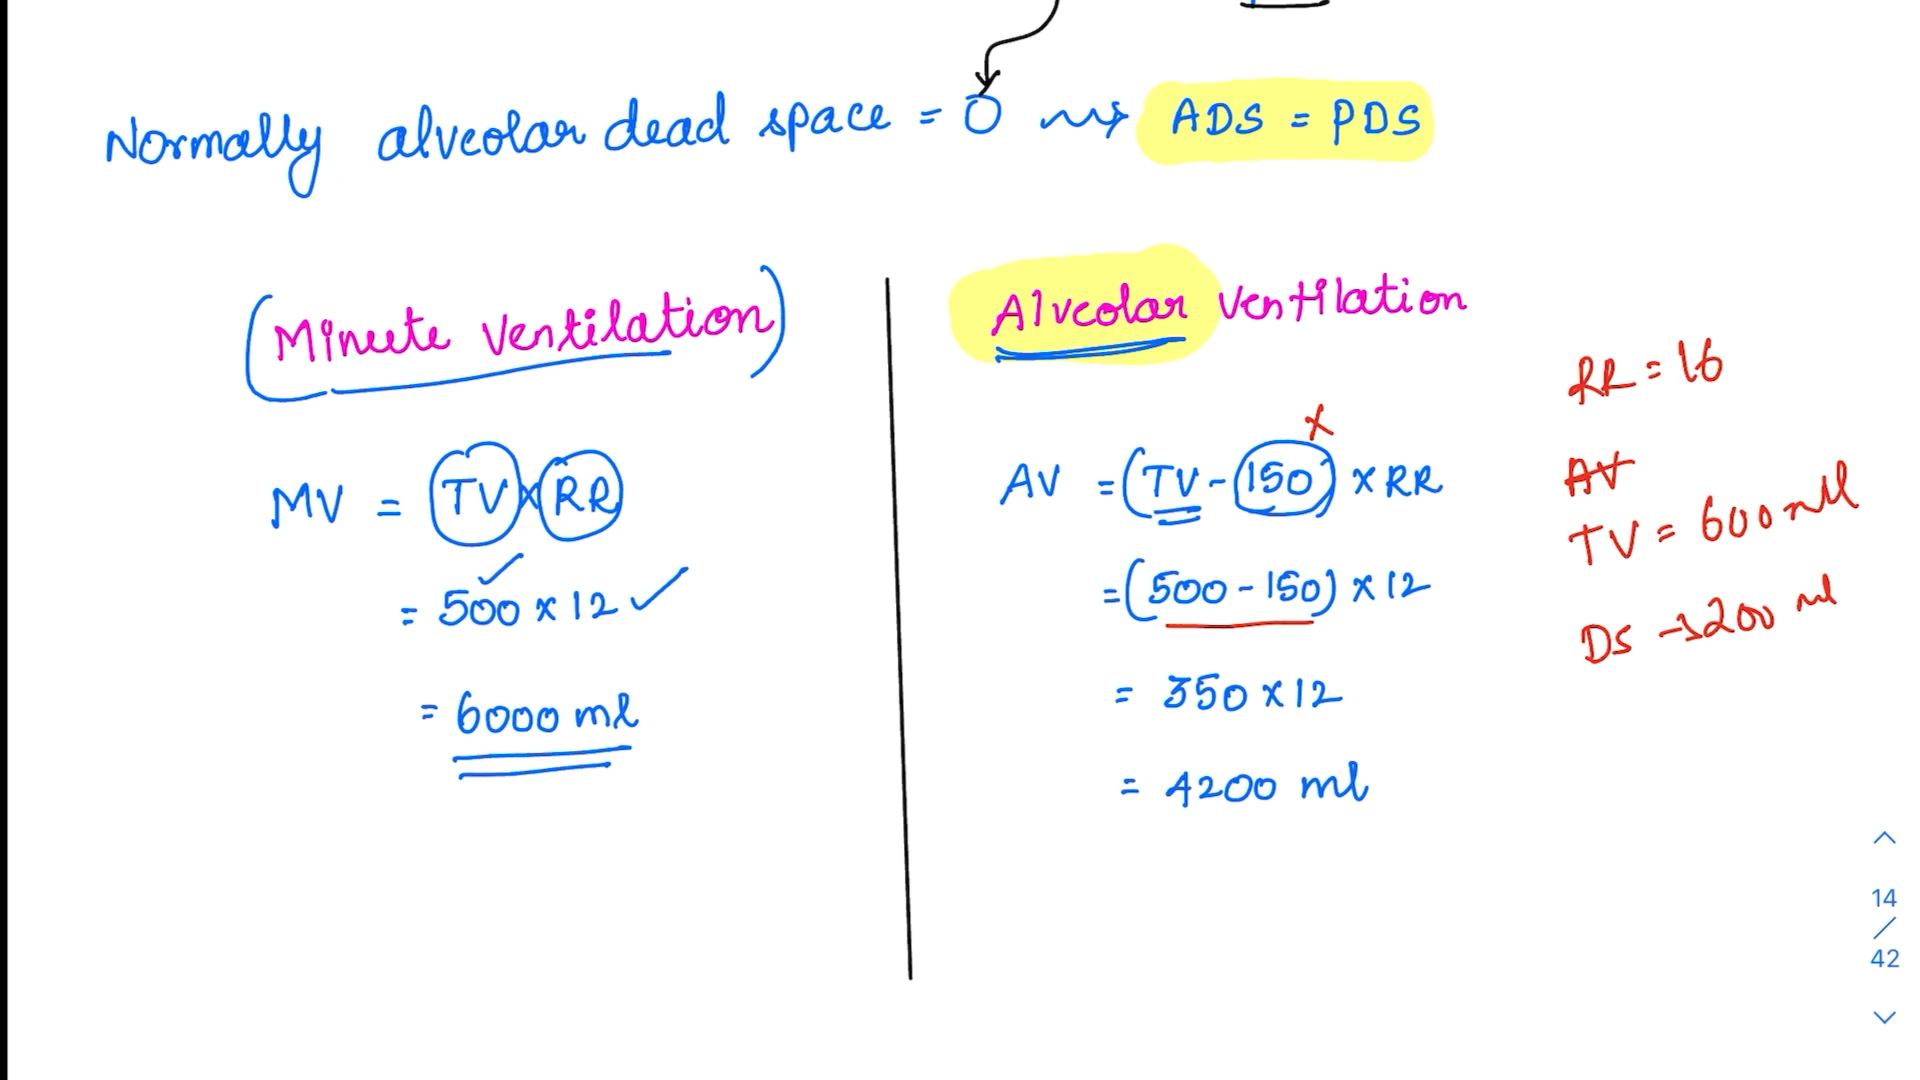 Normally alveolar dead space = 0 ⇝ ADS = PDS
(Minute Ventilation)
MV = TV x RR
= 500 x 12 ✓
= 6000 ml
Alveolar Ventilation
x
AV = (TV - 150) x RR
= (500 - 150) x 12
= 350 x 12
= 4200 ml
RR = 16
AV
TV = 600 ml
DS → 200 ml
14
/
42